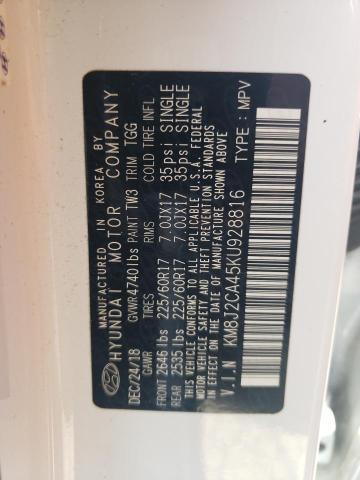 MANUFACTURED IN KOREA BY
HYUNDAI MOTOR COMPANY
DEC/24/18 GVWR 4740lbs PAINT TW3 TRIM TGG
GAWR TIRES RIMS COLD TIRE INFL
FRONT 2646 lbs 225/60R17 7.0JX17 35psi SINGLE
REAR 2535 lbs 225/60R17 7.0JX17 35psi SINGLE
THIS VEHICLE CONFORMS TO ALL APPLICABLE U.S.A. FEDERAL
MOTOR VEHICLE SAFETY AND THEFT PREVENTION STANDARDS
IN EFFECT ON THE DATE OF MANUFACTURE SHOWN ABOVE.
V.I.N KM8J2CA45KU928816
TYPE: MPV